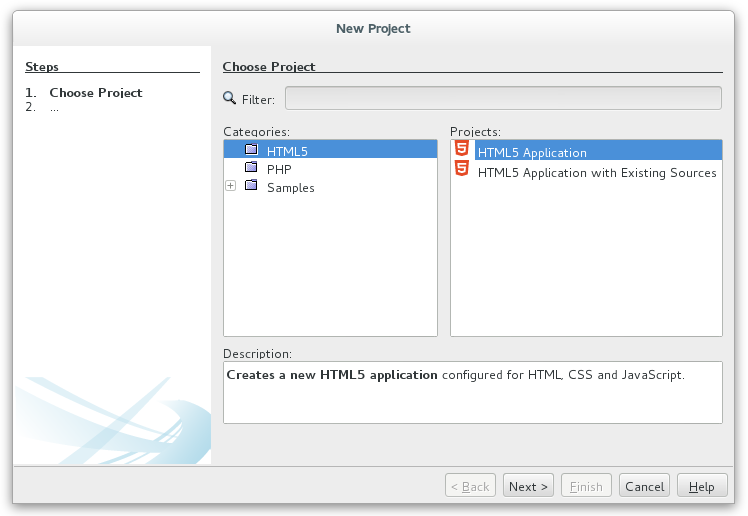 New Project
Steps
1. Choose Project
2. ...
Choose Project
Filter:
Categories:
HTML5
PHP
Samples
Projects:
HTML5 Application
HTML5 Application with Existing Sources
Description:
Creates a new HTML5 application configured for HTML, CSS and JavaScript.
< Back
Next >
Finish
Cancel
Help